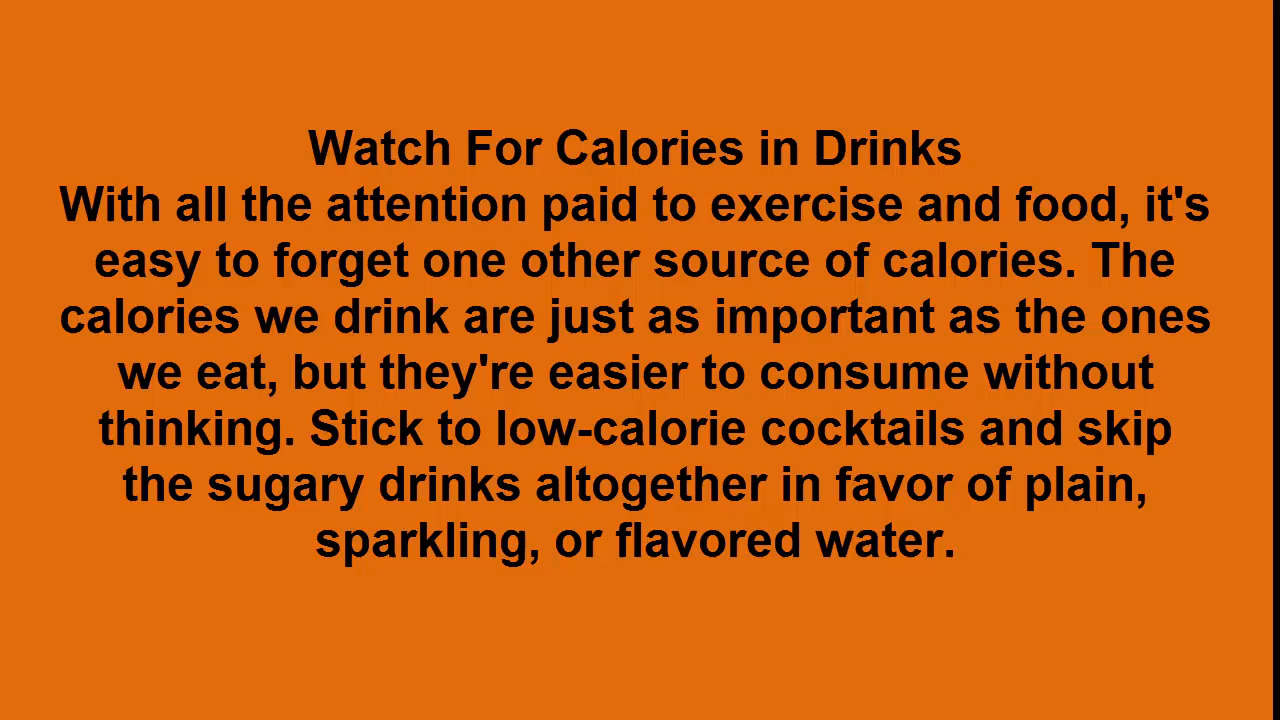 Watch For Calories in Drinks
With all the attention paid to exercise and food, it's
easy to forget one other source of calories. The
calories we drink are just as important as the ones
we eat, but they're easier to consume without
thinking. Stick to low-calorie cocktails and skip
the sugary drinks altogether in favor of plain,
sparkling, or flavored water.